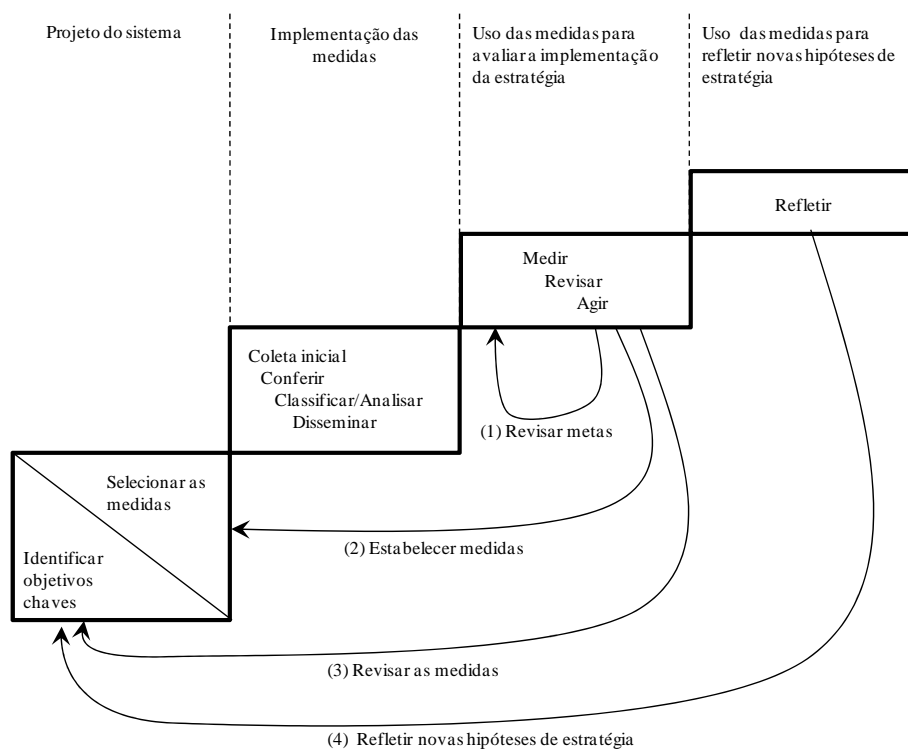 Projeto do sistema
Implementação das
medidas
Uso das medidas para
avaliar a implementação
da estratégia
Uso das medidas para
refletir novas hipóteses de
estratégia
Refletir
Medir
Revisar
Agir
Coleta inicial
Conferir
Classificar/Analisar
Disseminar
(1) Revisar metas
Selecionar as
medidas
Identificar
objetivos
chaves
(2) Estabelecer medidas
(3) Revisar as medidas
(4) Refletir novas hipóteses de estratégia